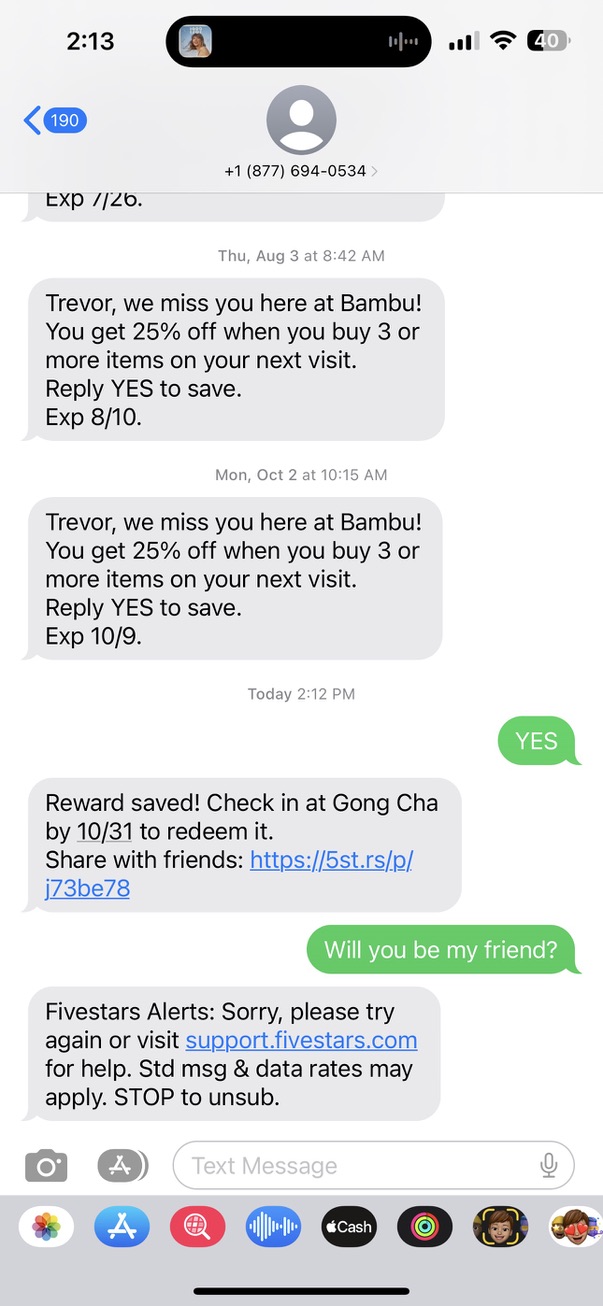 2:13
40
190
+1 (877) 694-0534
Exp 7/26.
Thu, Aug 3 at 8:42 AM
Trevor, we miss you here at Bambu!
You get 25% off when you buy 3 or
more items on your next visit.
Reply YES to save.
Exp 8/10.
Mon, Oct 2 at 10:15 AM
Trevor, we miss you here at Bambu!
You get 25% off when you buy 3 or
more items on your next visit.
Reply YES to save.
Exp 10/9.
Today 2:12 PM
YES
Reward saved! Check in at Gong Cha
by 10/31 to redeem it.
Share with friends: https://5st.rs/p/
j73be78
Will you be my friend?
Fivestars Alerts: Sorry, please try
again or visit support.fivestars.com
for help. Std msg & data rates may
apply. STOP to unsub.
Text Message
Cash